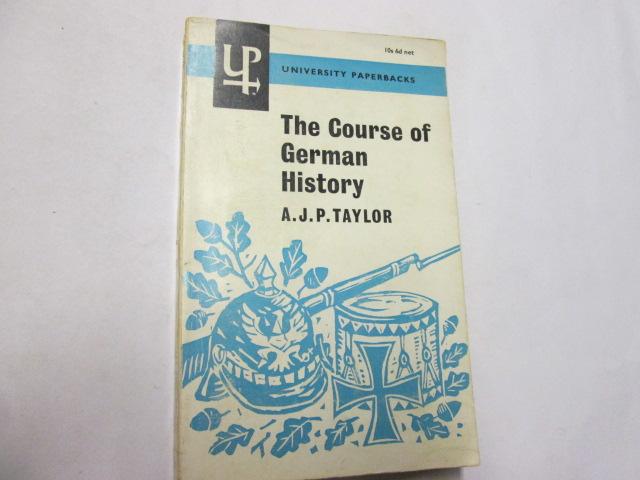 10s 6d net
UP
UNIVERSITY PAPERBACKS
The Course of
German
History
A.J.P. TAYLOR